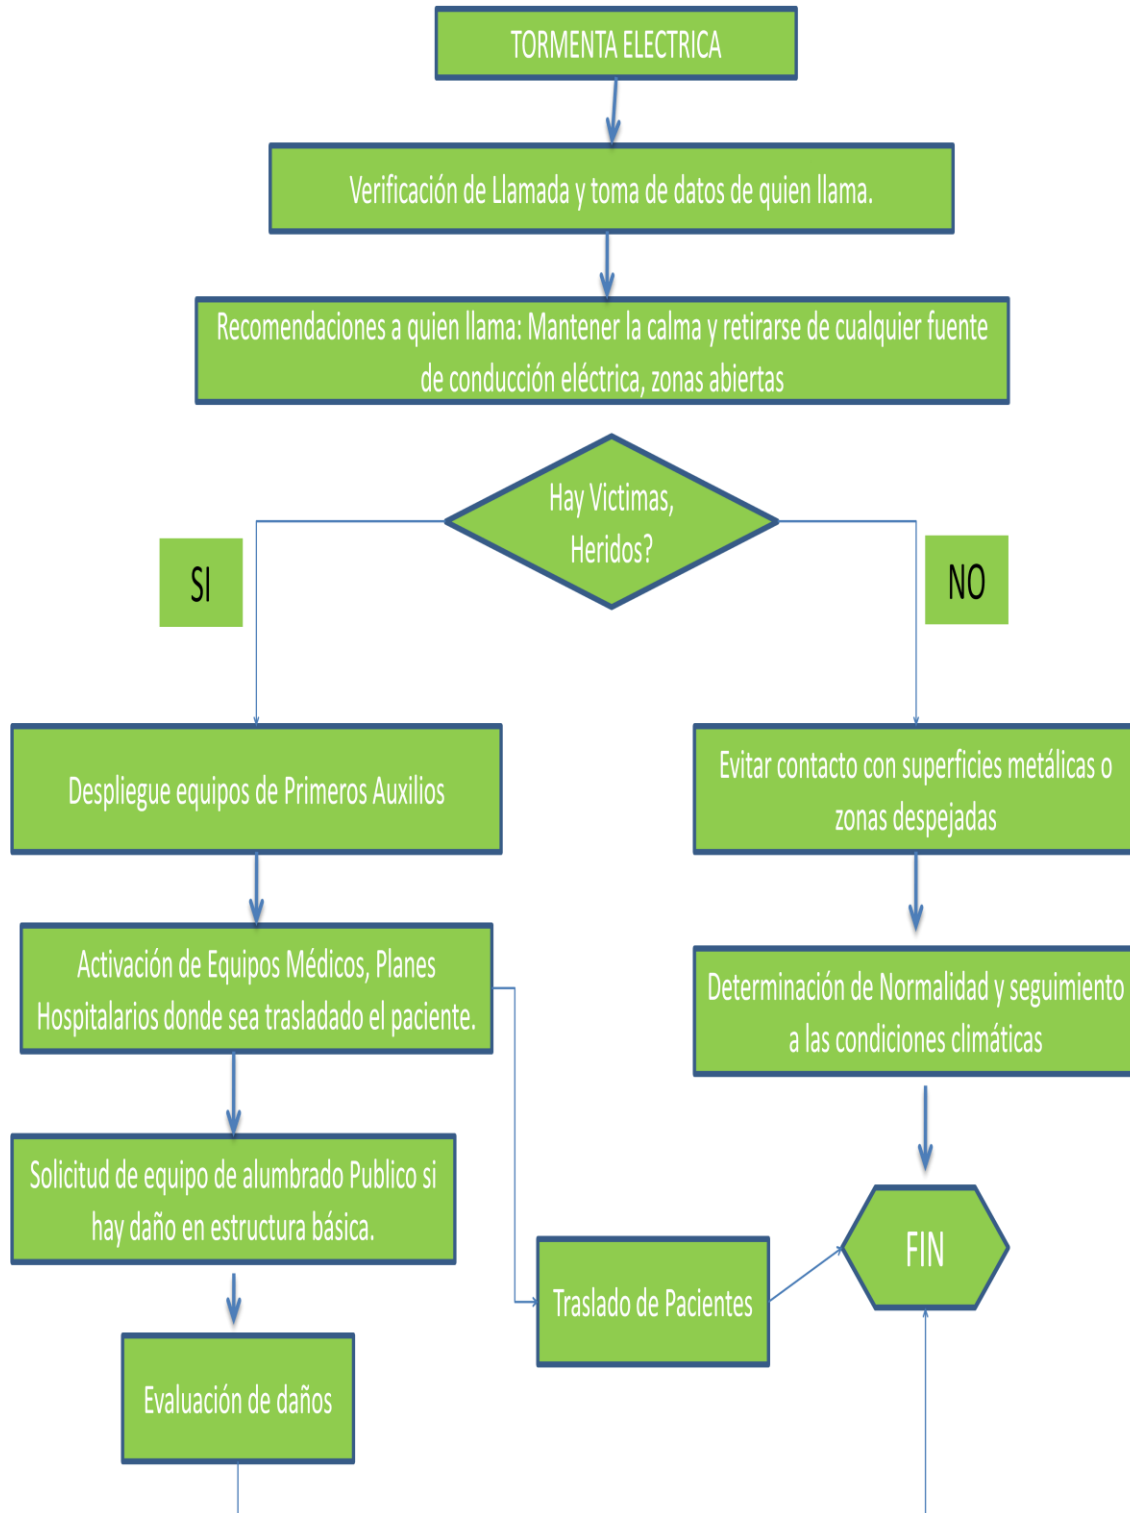 TORMENTA ELECTRICA
Verificación de Llamada y toma de datos de quien llama.
Recomendaciones a quien llama: Mantener la calma y retirarse de cualquier fuente
de conducción eléctrica, zonas abiertas
Hay Victimas,
Heridos?
SI
NO
Despliegue equipos de Primeros Auxilios
Evitar contacto con superficies metálicas o
zonas despejadas
Activación de Equipos Médicos, Planes
Hospitalarios donde sea trasladado el paciente.
Determinación de Normalidad y seguimiento
a las condiciones climáticas
Solicitud de equipo de alumbrado Publico si
hay daño en estructura básica.
Traslado de Pacientes
FIN
Evaluación de daños